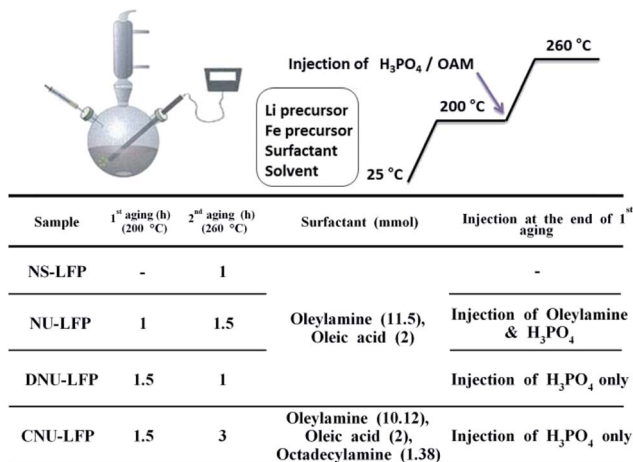 260 °C
Injection of H₃PO₄ / OAM
200 °C
Li precursor
Fe precursor
Surfactant
Solvent
25 °C
Sample
1st aging (h)
(200 °C)
2nd aging (h)
(260 °C)
Surfactant (mmol)
Injection at the end of 1st
aging
NS-LFP - 1 -
NU-LFP 1 1.5
Oleylamine (11.5),
Oleic acid (2)
Injection of Oleylamine
& H₃PO₄
DNU-LFP 1.5 1 Injection of H₃PO₄ only
CNU-LFP 1.5 3
Oleylamine (10.12),
Oleic acid (2),
Octadecylamine (1.38)
Injection of H₃PO₄ only